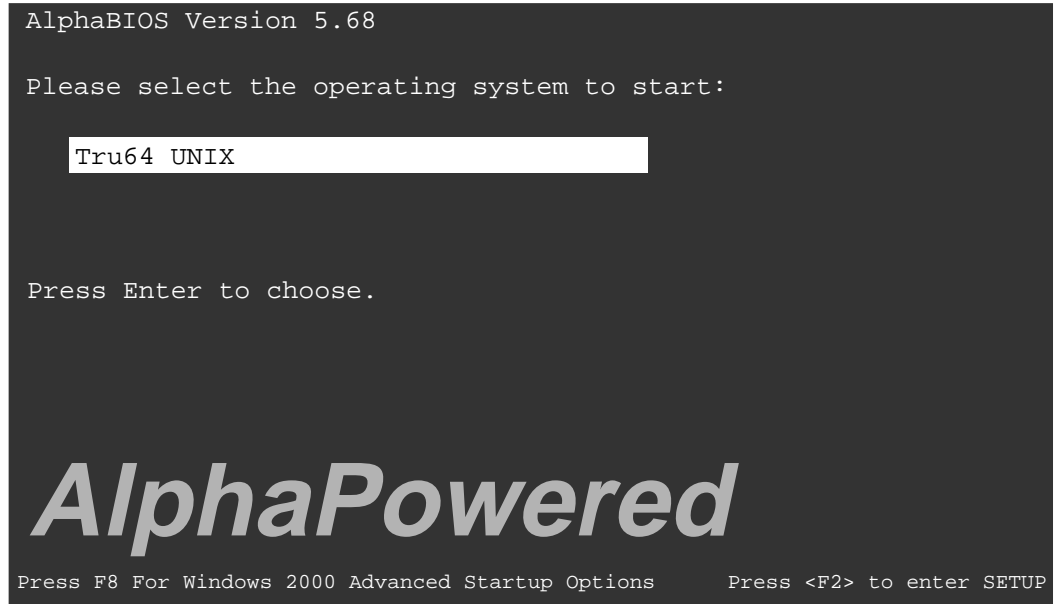 AlphaBIOS Version 5.68
Please select the operating system to start:
Tru64 UNIX
Press Enter to choose.
AlphaPowered
Press F8 For Windows 2000 Advanced Startup Options Press <F2> to enter SETUP